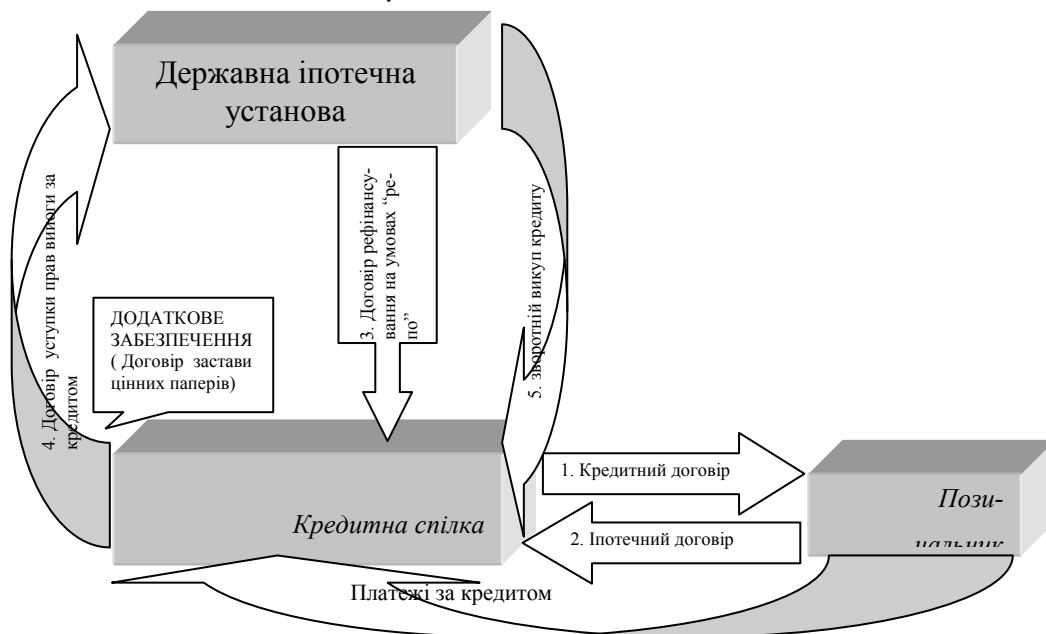 Державна іпотечна
установа
3. Договір рефінансу-
вання на умовах “ре-
по”
4. Договір уступки прав вимоги за
кредитом
5. зворотній викуп кредиту
ДОДАТКОВЕ
ЗАБЕЗПЕЧЕННЯ
( Договір застави
цінних паперів)
1. Кредитний договір
Кредитна спілка
2. Іпотечний договір
Пози-
чальник
Платежі за кредитом